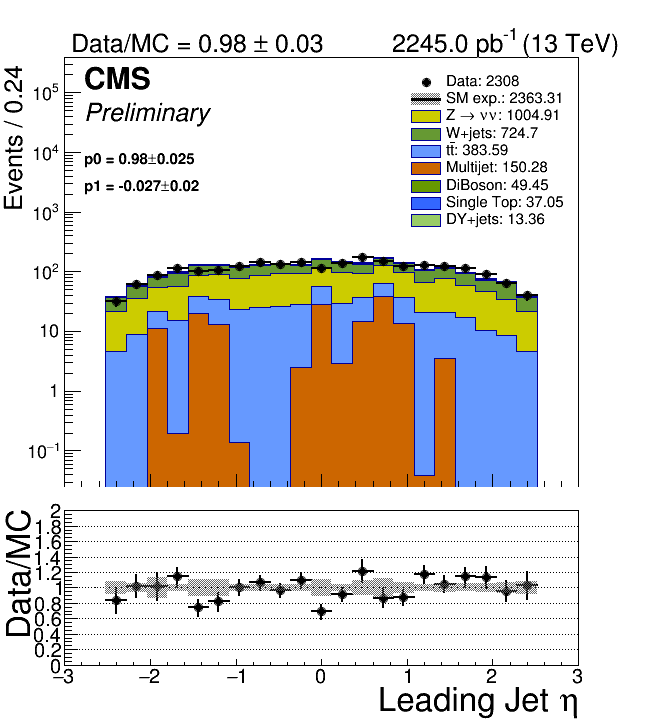 Data/MC = 0.98 ± 0.03 2245.0 pb⁻¹ (13 TeV)
CMS
Preliminary
p0 = 0.98±0.025
p1 = -0.027±0.02
Data: 2308
SM exp.: 2363.31
Z → νν: 1004.91
W+jets: 724.7
tt̄: 383.59
Multijet: 150.28
DiBoson: 49.45
Single Top: 37.05
DY+jets: 13.36
Events / 0.24
10⁵
10⁴
10³
10²
10
1
10⁻¹
Data/MC
2
1.8
1.6
1.4
1.2
1
0.8
0.6
0.4
0.2
0
−3 −2 −1 0 1 2 3
Leading Jet η